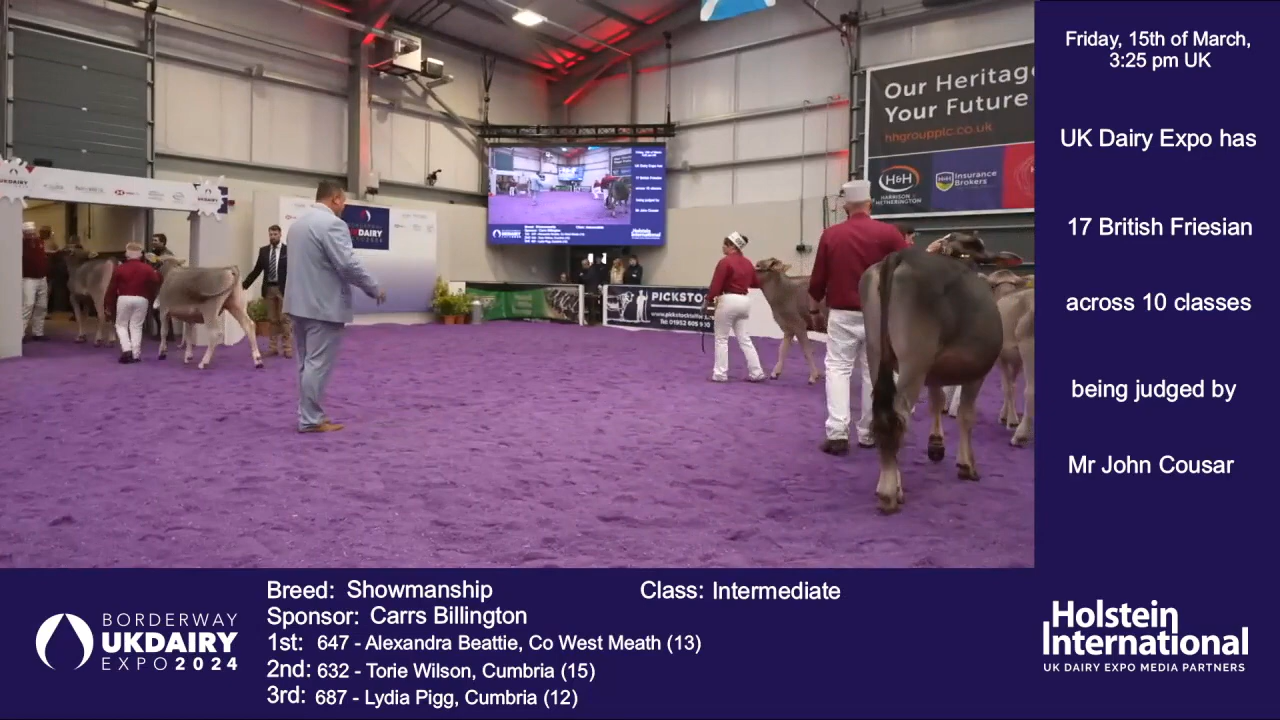 Friday, 15th of March,
3:25 pm UK
UK Dairy Expo has
17 British Friesian
across 10 classes
being judged by
Mr John Cousar
Our Heritage
Your Future
hhgroupplc.co.uk
H&H
HARRISON &
HETHERINGTON
H&H Insurance
Brokers
PICKSTO
Breed: Showmanship Class: Intermediate
Sponsor: Carrs Billington
1st: 647 - Alexandra Beattie, Co West Meath (13)
2nd: 632 - Torie Wilson, Cumbria (15)
3rd: 687 - Lydia Pigg, Cumbria (12)
BORDERWAY
UKDAIRY
EXPO 2024
Holstein
International
UK DAIRY EXPO MEDIA PARTNERS